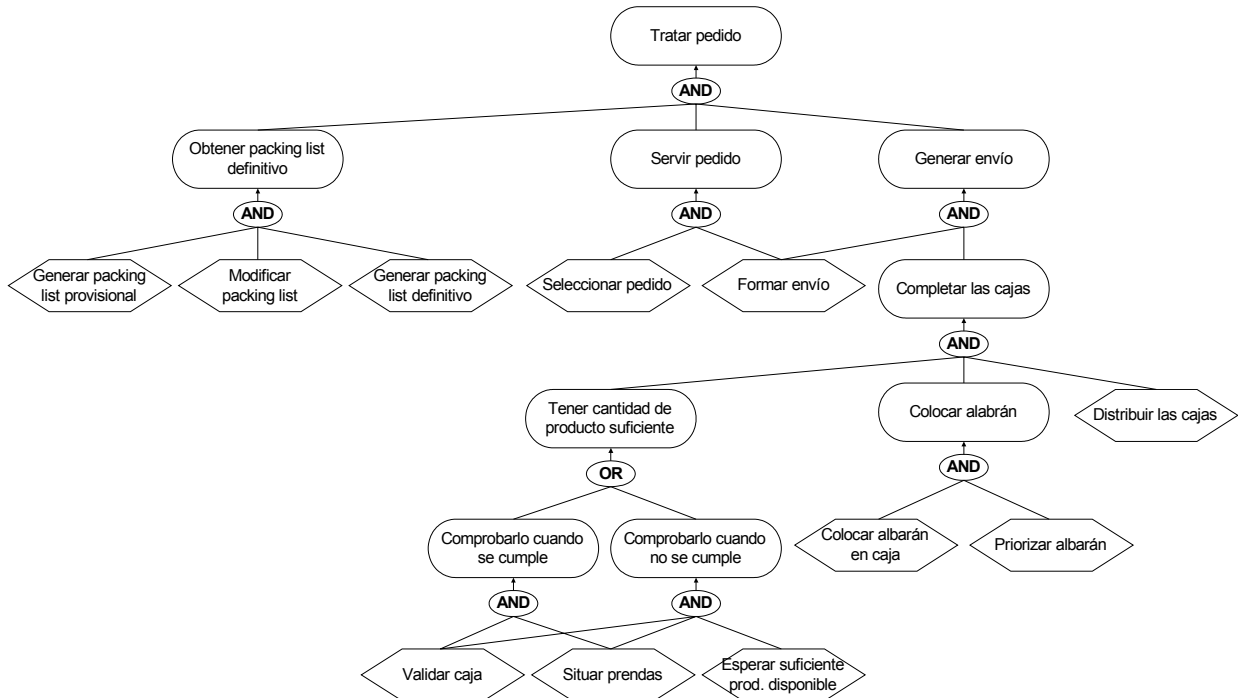 Tratar pedido
AND
Obtener packing list
definitivo
Servir pedido
Generar envío
AND
AND
AND
Generar packing
list provisional
Modificar
packing list
Generar packing
list definitivo
Seleccionar pedido
Formar envío
Completar las cajas
AND
Tener cantidad de
producto suficiente
Colocar alabrán
Distribuir las cajas
OR
AND
Comprobarlo cuando
se cumple
Comprobarlo cuando
no se cumple
Colocar albarán
en caja
Priorizar albarán
AND
AND
Validar caja
Situar prendas
Esperar suficiente
prod. disponible